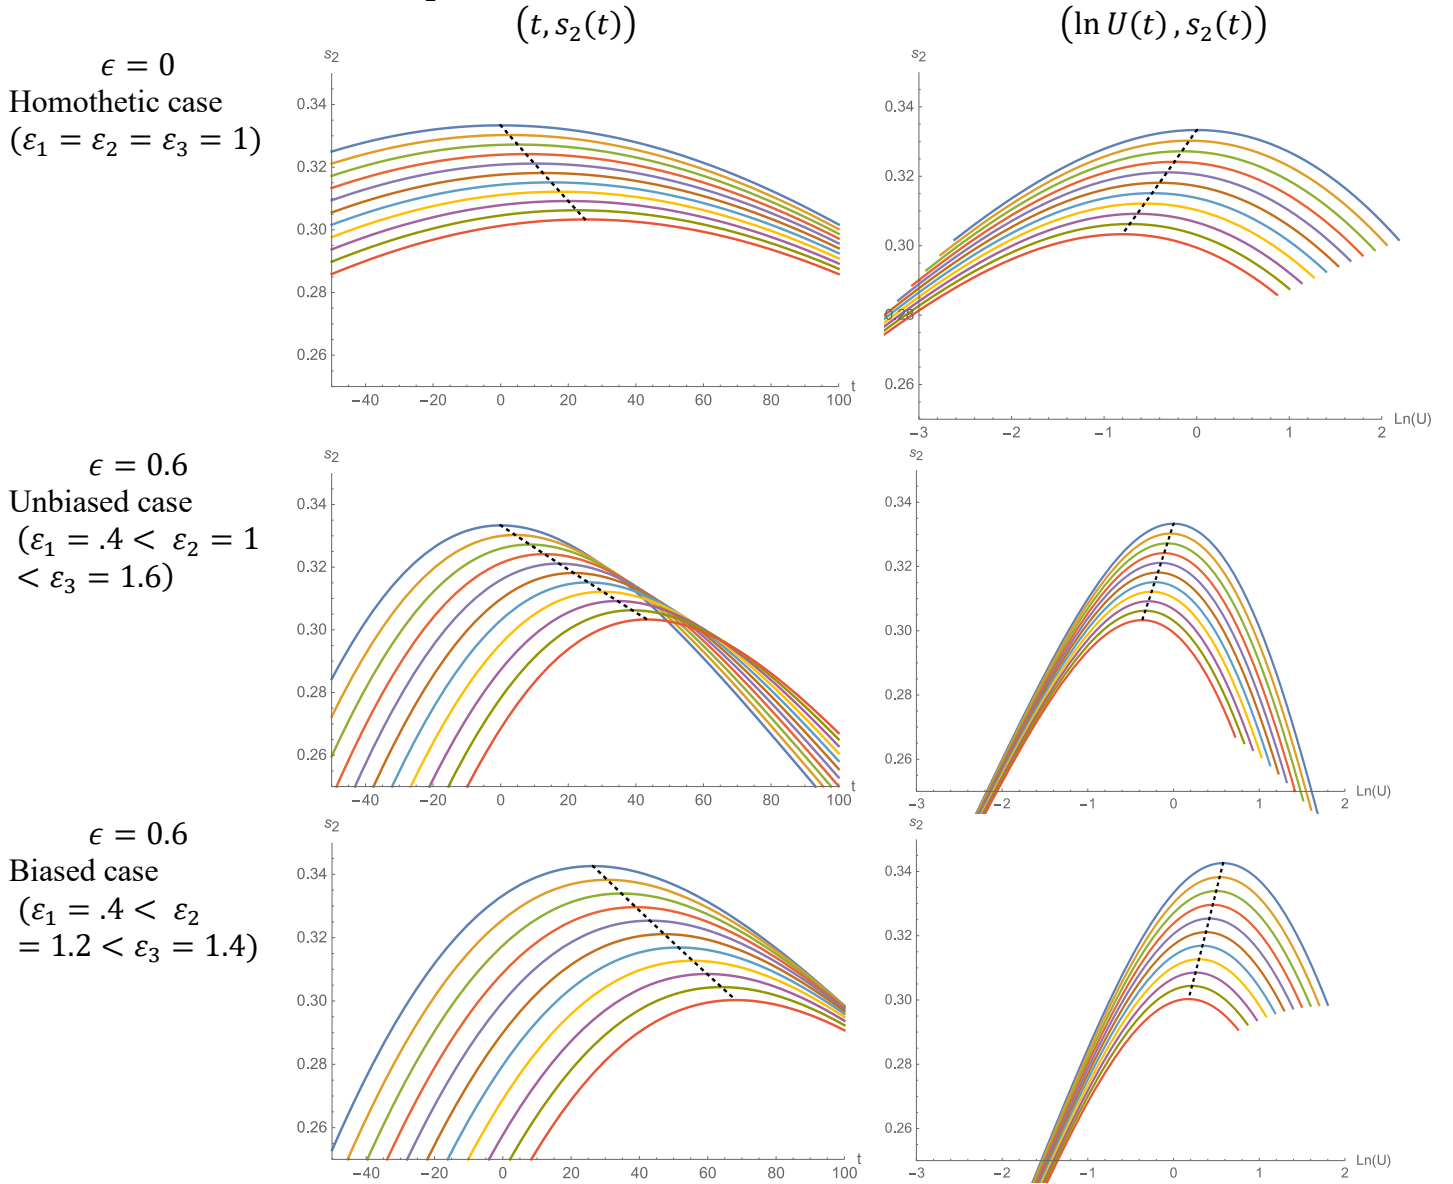 (t, s₂(t))
(ln U(t) , s₂(t))
ϵ = 0
Homothetic case
(ε₁ = ε₂ = ε₃ = 1)
s₂
0.34
0.32
0.30
0.28
0.26
−40 −20 0 20 40 60 80 100
t
s₂
0.34
0.32
0.30
0.28
0.26
−3 −2 −1 0 1 2
Ln(U)
ϵ = 0.6
Unbiased case
(ε₁ = .4 < ε₂ = 1
< ε₃ = 1.6)
s₂
0.34
0.32
0.30
0.28
0.26
−40 −20 0 20 40 60 80 100
t
s₂
0.34
0.32
0.30
0.28
0.26
−3 −2 −1 0 1 2
Ln(U)
ϵ = 0.6
Biased case
(ε₁ = .4 < ε₂
= 1.2 < ε₃ = 1.4)
s₂
0.34
0.32
0.30
0.28
0.26
−40 −20 0 20 40 60 80 100
t
s₂
0.34
0.32
0.30
0.28
0.26
−3 −2 −1 0 1 2
Ln(U)